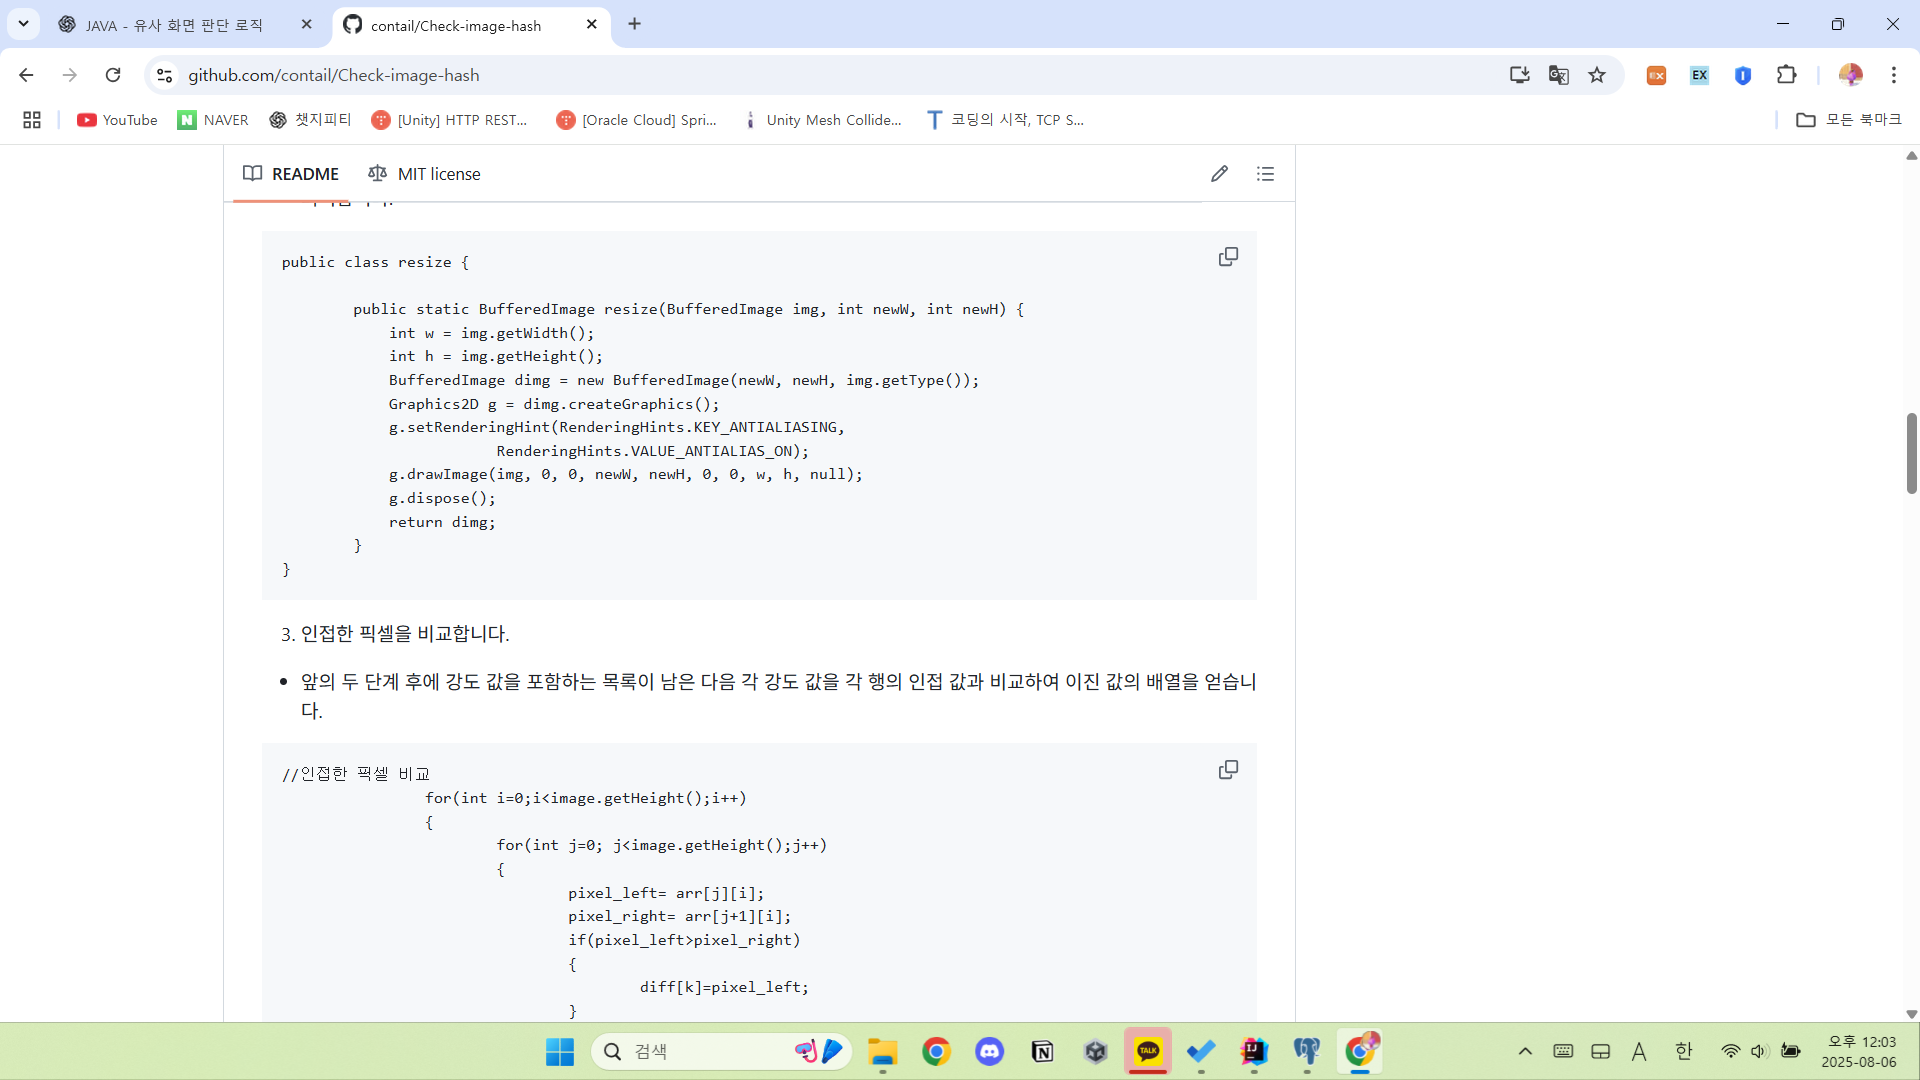 JAVA - 유사 화면 판단 로직
contail/Check-image-hash
github.com/contail/Check-image-hash
EX
EX
YouTube
NAVER
챗지피티
[Unity] HTTP REST...
[Oracle Cloud] Spri...
Unity Mesh Collide...
코딩의 시작, TCP S...
모든 북마크
README
MIT license
public class resize {
public static BufferedImage resize(BufferedImage img, int newW, int newH) {
int w = img.getWidth();
int h = img.getHeight();
BufferedImage dimg = new BufferedImage(newW, newH, img.getType());
Graphics2D g = dimg.createGraphics();
g.setRenderingHint(RenderingHints.KEY_ANTIALIASING,
RenderingHints.VALUE_ANTIALIAS_ON);
g.drawImage(img, 0, 0, newW, newH, 0, 0, w, h, null);
g.dispose();
return dimg;
}
}
3. 인접한 픽셀을 비교합니다.
앞의 두 단계 후에 강도 값을 포함하는 목록이 남은 다음 각 강도 값을 각 행의 인접 값과 비교하여 이진 값의 배열을 얻습니
다.
//인접한 픽셀 비교
for(int i=0;i<image.getHeight();i++)
{
for(int j=0; j<image.getHeight();j++)
{
pixel_left= arr[j][i];
pixel_right= arr[j+1][i];
if(pixel_left>pixel_right)
{
diff[k]=pixel_left;
}
검색
TALK
A
한
오후 12:03
2025-08-06